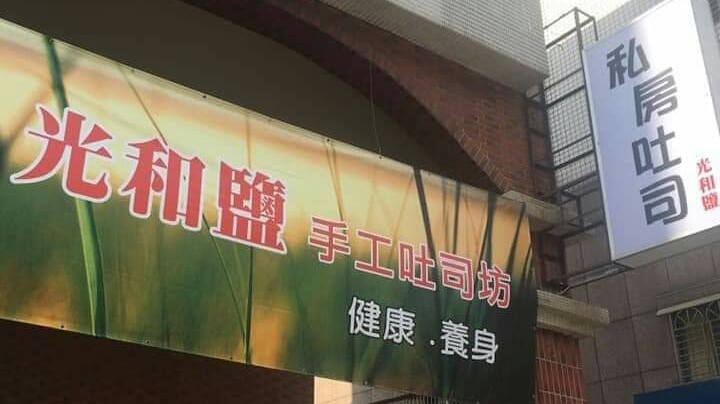 光和鹽
手工吐司坊
健康.養身
私房吐司
光和鹽